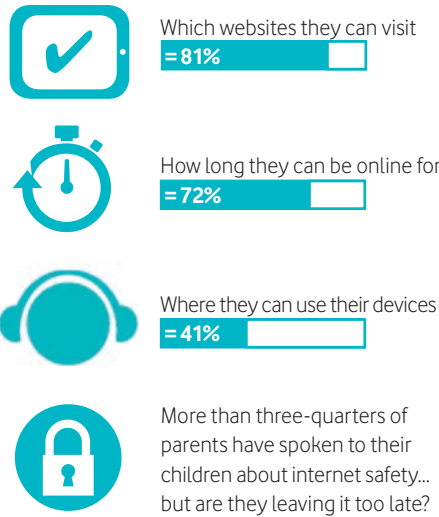 Which websites they can visit
=81%
How long they can be online for
=72%
Where they can use their devices
=41%
More than three-quarters of
parents have spoken to their
children about internet safety...
but are they leaving it too late?